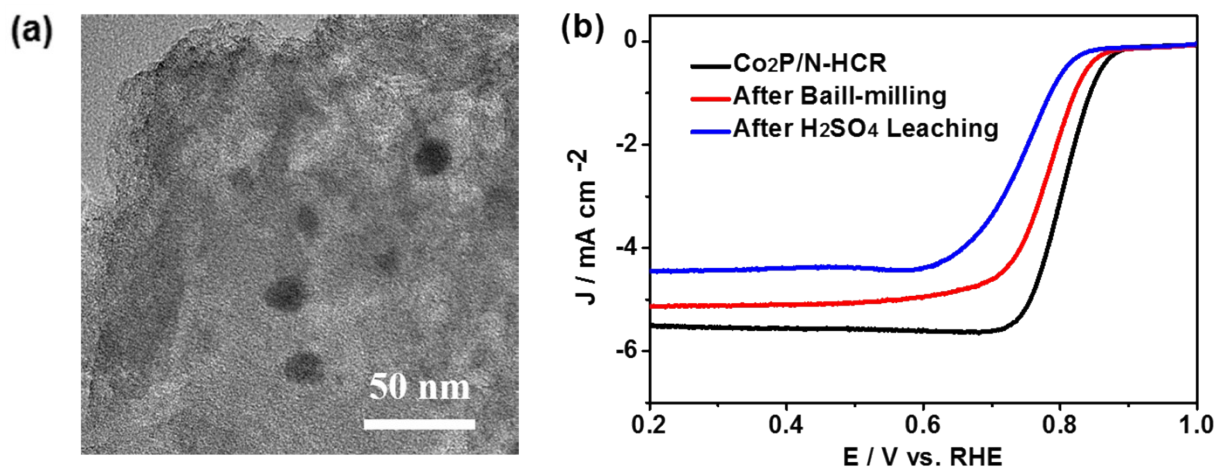 (a)
50 nm
(b)
Co2P/N-HCR
After Baill-milling
After H2SO4 Leaching
J / mA cm -2
0
-2
-4
-6
0.2
0.4
0.6
0.8
1.0
E / V vs. RHE